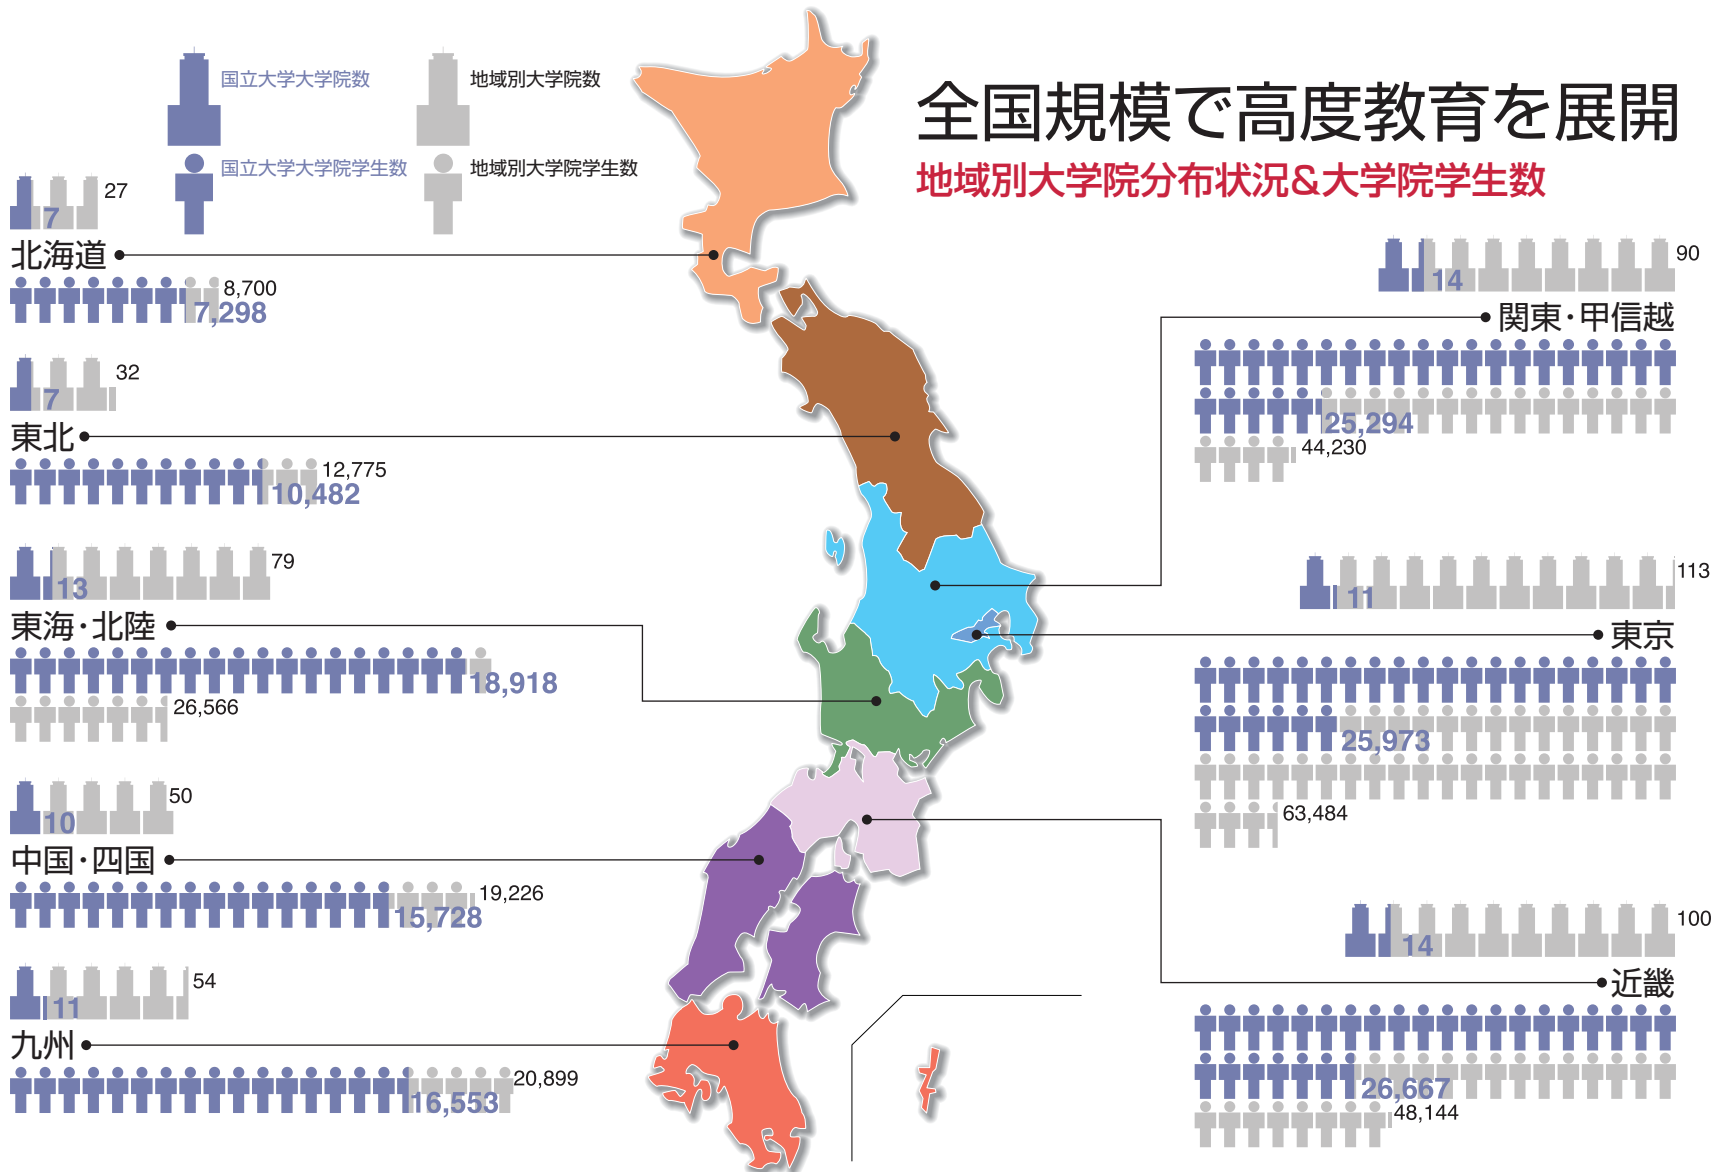 全国規模で高度教育を展開
地域別大学院分布状況&大学院学生数
国立大学大学院数
地域別大学院数
国立大学大学院学生数
地域別大学院学生数
27
7
北海道
8,700
7,298
32
7
東北
12,775
10,482
79
13
東海・北陸
18,918
26,566
50
10
中国・四国
19,226
15,728
54
11
九州
20,899
16,553
90
14
関東・甲信越
25,294
44,230
113
11
東京
25,973
63,484
100
14
近畿
26,667
48,144